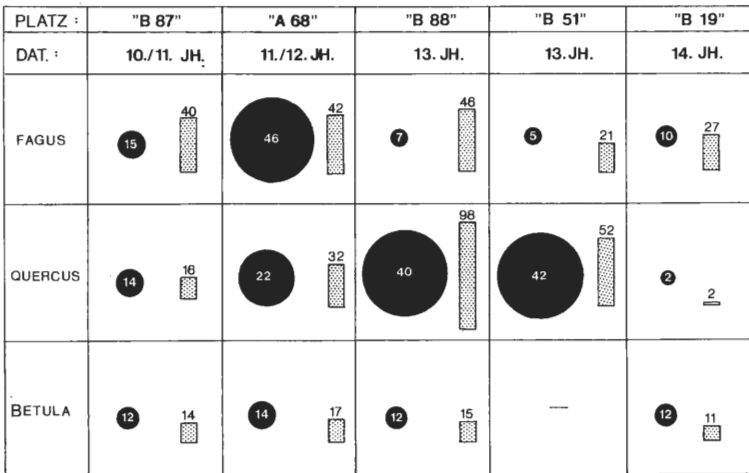 PLATZ : "B 87" "A 68" "B 88" "B 51" "B 19"
DAT. : 10./11. JH. 11./12. JH. 13. JH. 13. JH. 14. JH.
FAGUS 15 40 46 42 7 46 5 21 10 27
QUERCUS 14 16 22 32 40 98 42 52 2 2
BETULA 12 14 14 17 12 15 — 12 11